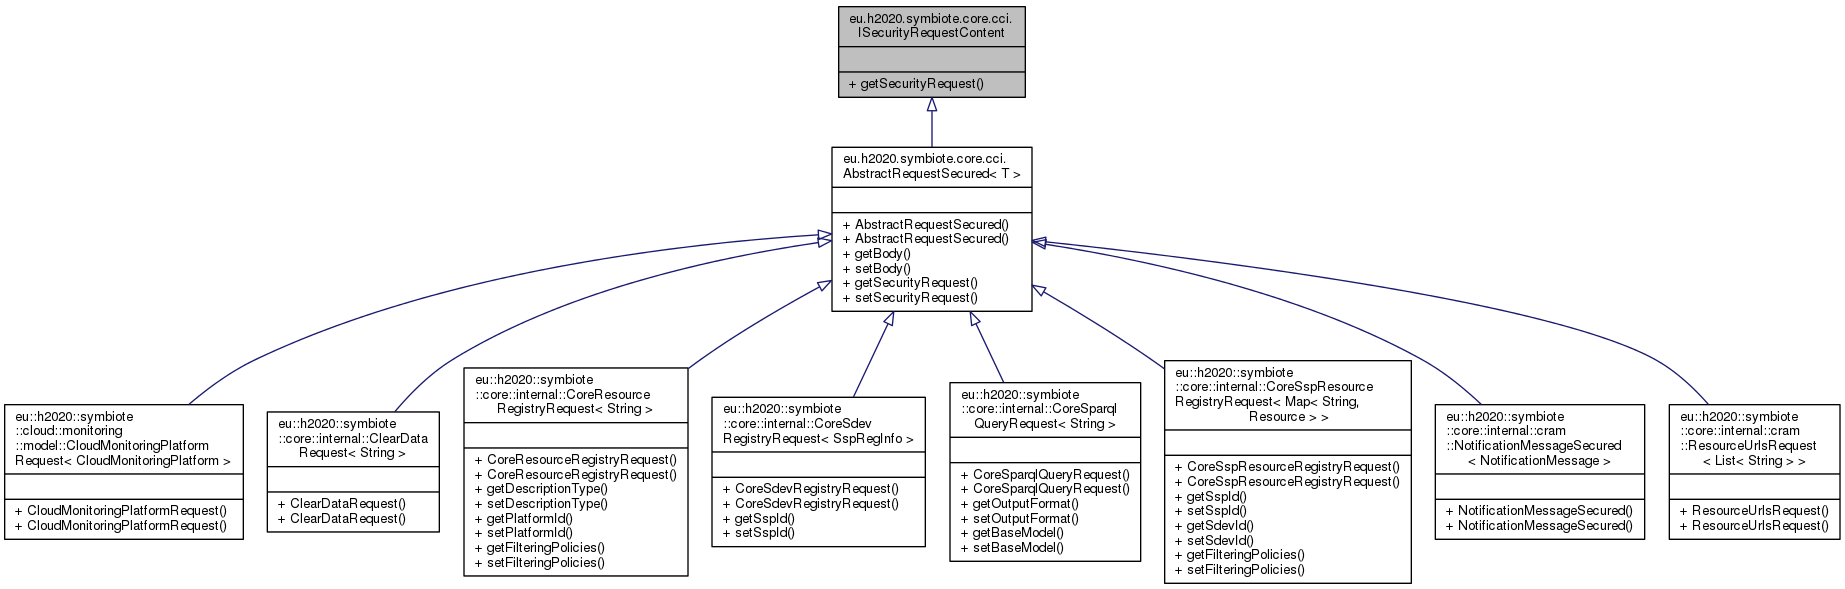 eu.h2020.symbiote.core.cci.
ISecurityRequestContent
+ getSecurityRequest()
eu.h2020.symbiote.core.cci.
AbstractRequestSecured< T >
+ AbstractRequestSecured()
+ AbstractRequestSecured()
+ getBody()
+ setBody()
+ getSecurityRequest()
+ setSecurityRequest()
eu::h2020::symbiote
::cloud::monitoring
::model::CloudMonitoringPlatform
Request< CloudMonitoringPlatform >
+ CloudMonitoringPlatformRequest()
+ CloudMonitoringPlatformRequest()
eu::h2020::symbiote
::core::internal::ClearData
Request< String >
+ ClearDataRequest()
+ ClearDataRequest()
eu::h2020::symbiote
::core::internal::CoreResource
RegistryRequest< String >
+ CoreResourceRegistryRequest()
+ CoreResourceRegistryRequest()
+ getDescriptionType()
+ setDescriptionType()
+ getPlatformId()
+ setPlatformId()
+ getFilteringPolicies()
+ setFilteringPolicies()
eu::h2020::symbiote
::core::internal::CoreSdev
RegistryRequest< SspRegInfo >
+ CoreSdevRegistryRequest()
+ CoreSdevRegistryRequest()
+ getSspId()
+ setSspId()
eu::h2020::symbiote
::core::internal::CoreSparql
QueryRequest< String >
+ CoreSparqlQueryRequest()
+ CoreSparqlQueryRequest()
+ getOutputFormat()
+ setOutputFormat()
+ getBaseModel()
+ setBaseModel()
eu::h2020::symbiote
::core::internal::CoreSspResource
RegistryRequest< Map< String,
Resource > >
+ CoreSspResourceRegistryRequest()
+ CoreSspResourceRegistryRequest()
+ getSspId()
+ setSspId()
+ getSdevId()
+ setSdevId()
+ getFilteringPolicies()
+ setFilteringPolicies()
eu::h2020::symbiote
::core::internal::cram
::NotificationMessageSecured
< NotificationMessage >
+ NotificationMessageSecured()
+ NotificationMessageSecured()
eu::h2020::symbiote
::core::internal::cram
::ResourceUrlsRequest
< List< String > >
+ ResourceUrlsRequest()
+ ResourceUrlsRequest()